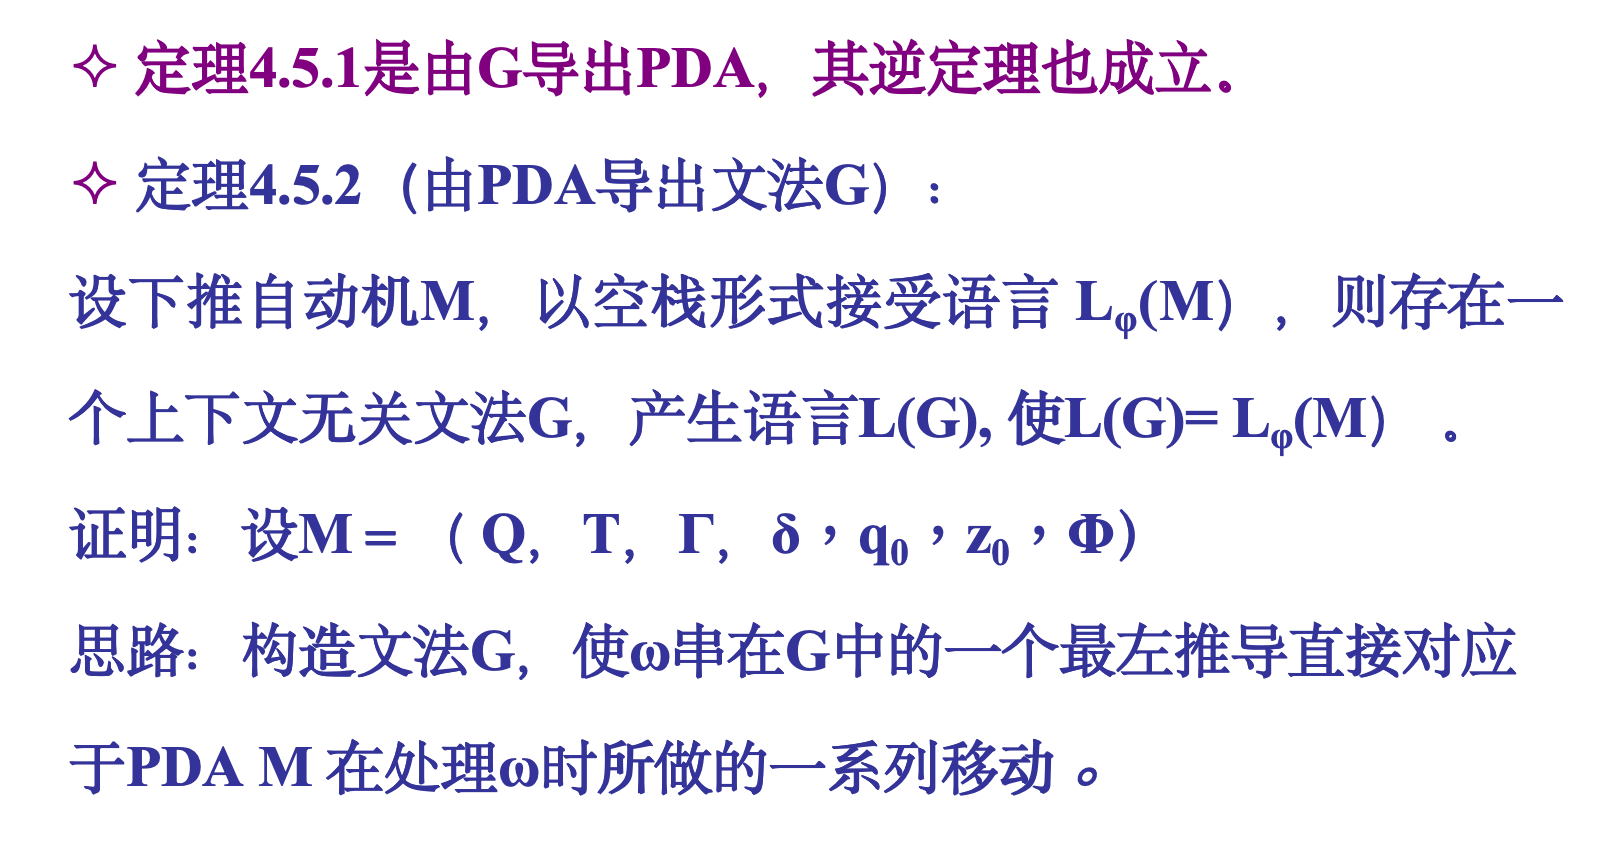 ✧ 定理4.5.1是由G导出PDA，其逆定理也成立。
✧ 定理4.5.2（由PDA导出文法G）：
设下推自动机M，以空栈形式接受语言 Lφ(M），则存在一
个上下文无关文法G，产生语言L(G), 使L(G)= Lφ(M） 。
证明：设M = （ Q，T，Γ，δ，q0，z0，Φ）
思路：构造文法G，使ω串在G中的一个最左推导直接对应
于PDA M 在处理ω时所做的一系列移动 。